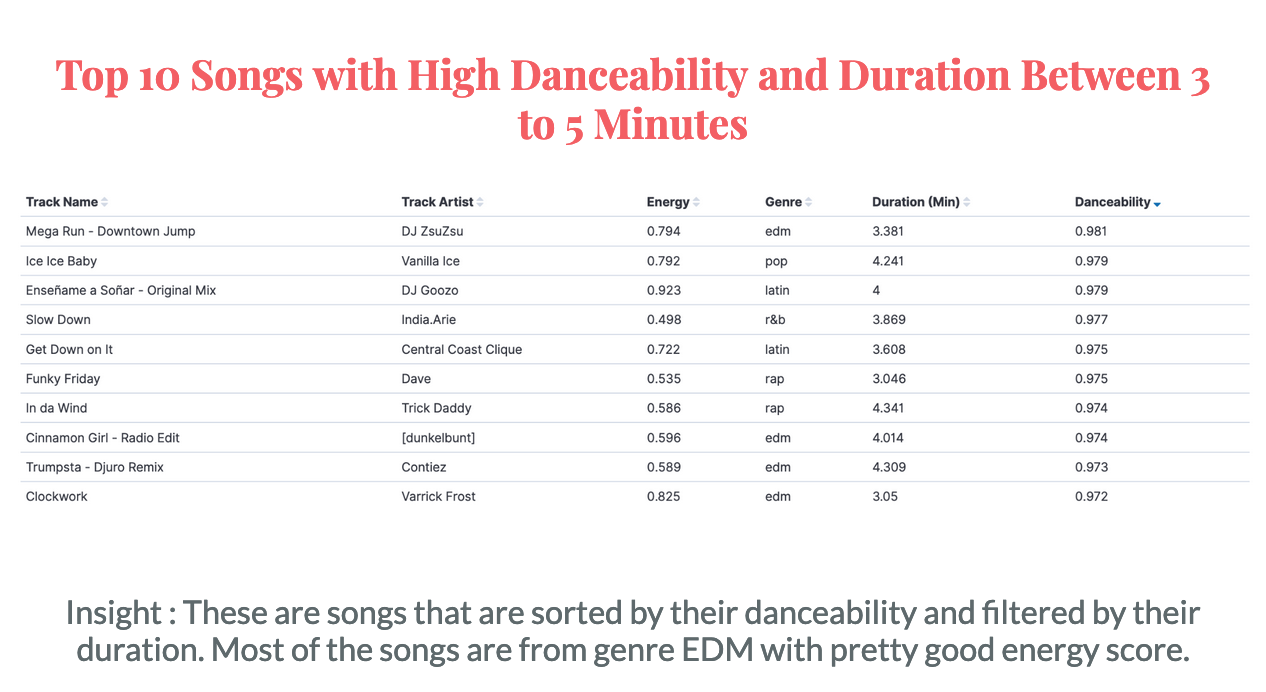 Top 10 Songs with High Danceability and Duration Between 3
to 5 Minutes
Track Name Track Artist Energy Genre Duration (Min) Danceability
Mega Run - Downtown Jump DJ ZsuZsu 0.794 edm 3.381 0.981
Ice Ice Baby Vanilla Ice 0.792 pop 4.241 0.979
Enseñame a Soñar - Original Mix DJ Goozo 0.923 latin 4 0.979
Slow Down India.Arie 0.498 r&b 3.869 0.977
Get Down on It Central Coast Clique 0.722 latin 3.608 0.975
Funky Friday Dave 0.535 rap 3.046 0.975
In da Wind Trick Daddy 0.586 rap 4.341 0.974
Cinnamon Girl - Radio Edit [dunkelbunt] 0.596 edm 4.014 0.974
Trumpsta - Djuro Remix Contiez 0.589 edm 4.309 0.973
Clockwork Varrick Frost 0.825 edm 3.05 0.972
Insight : These are songs that are sorted by their danceability and filtered by their
duration. Most of the songs are from genre EDM with pretty good energy score.